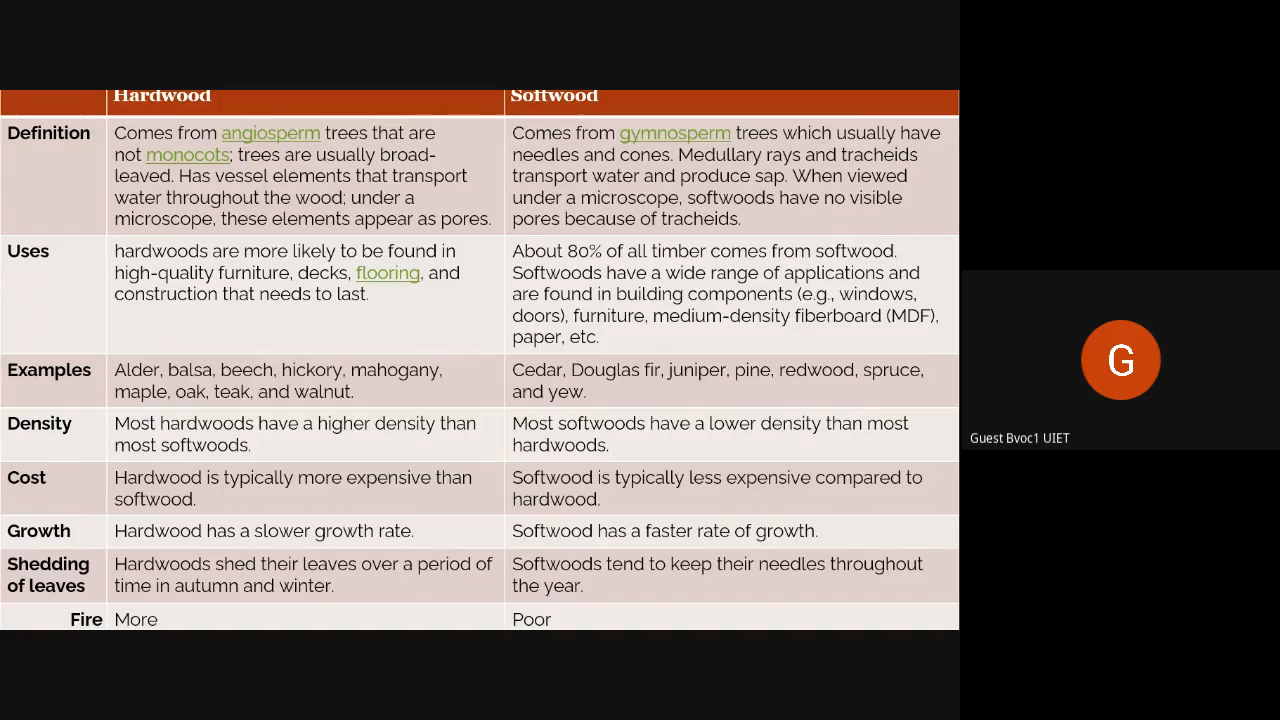 Hardwood
Softwood
Definition
Comes from angiosperm trees that are
not monocots; trees are usually broad-
leaved. Has vessel elements that transport
water throughout the wood; under a
microscope, these elements appear as pores.
Comes from gymnosperm trees which usually have
needles and cones. Medullary rays and tracheids
transport water and produce sap. When viewed
under a microscope, softwoods have no visible
pores because of tracheids.
Uses
hardwoods are more likely to be found in
high-quality furniture, decks, flooring, and
construction that needs to last.
About 80% of all timber comes from softwood.
Softwoods have a wide range of applications and
are found in building components (e.g., windows,
doors), furniture, medium-density fiberboard (MDF),
paper, etc.
Examples
Alder, balsa, beech, hickory, mahogany,
maple, oak, teak, and walnut.
Cedar, Douglas fir, juniper, pine, redwood, spruce,
and yew.
Density
Most hardwoods have a higher density than
most softwoods.
Most softwoods have a lower density than most
hardwoods.
Cost
Hardwood is typically more expensive than
softwood.
Softwood is typically less expensive compared to
hardwood.
Growth
Hardwood has a slower growth rate.
Softwood has a faster rate of growth.
Shedding
of leaves
Hardwoods shed their leaves over a period of
time in autumn and winter.
Softwoods tend to keep their needles throughout
the year.
Fire
More
Poor
G
Guest Bvoc1 UIET